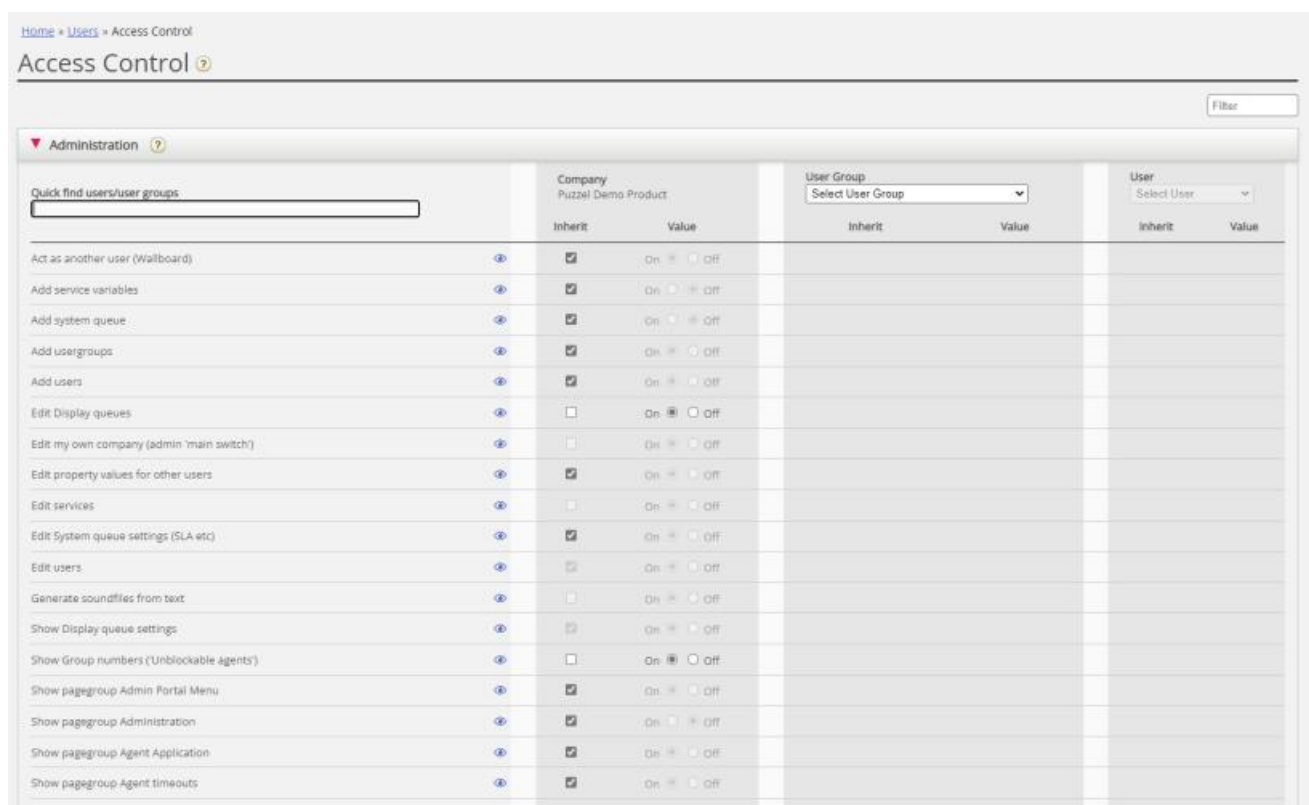 Home » Users » Access Control
Access Control ?
Filter
Administration ?
Quick find users/user groups
Company
Puzzel Demo Product
User Group
Select User Group
User
Select User
Inherit Value Inherit Value Inherit Value
Act as another user (Wallboard) On Off
Add service variables On Off
Add system queue On Off
Add usergroups On Off
Add users On Off
Edit Display queues On Off
Edit my own company (admin 'main switch') On Off
Edit property values for other users On Off
Edit services On Off
Edit System queue settings (SLA etc) On Off
Edit users On Off
Generate soundfiles from text On Off
Show Display queue settings On Off
Show Group numbers ('Unblockable agents') On Off
Show pagegroup Admin Portal Menu On Off
Show pagegroup Administration On Off
Show pagegroup Agent Application On Off
Show pagegroup Agent timeouts On Off